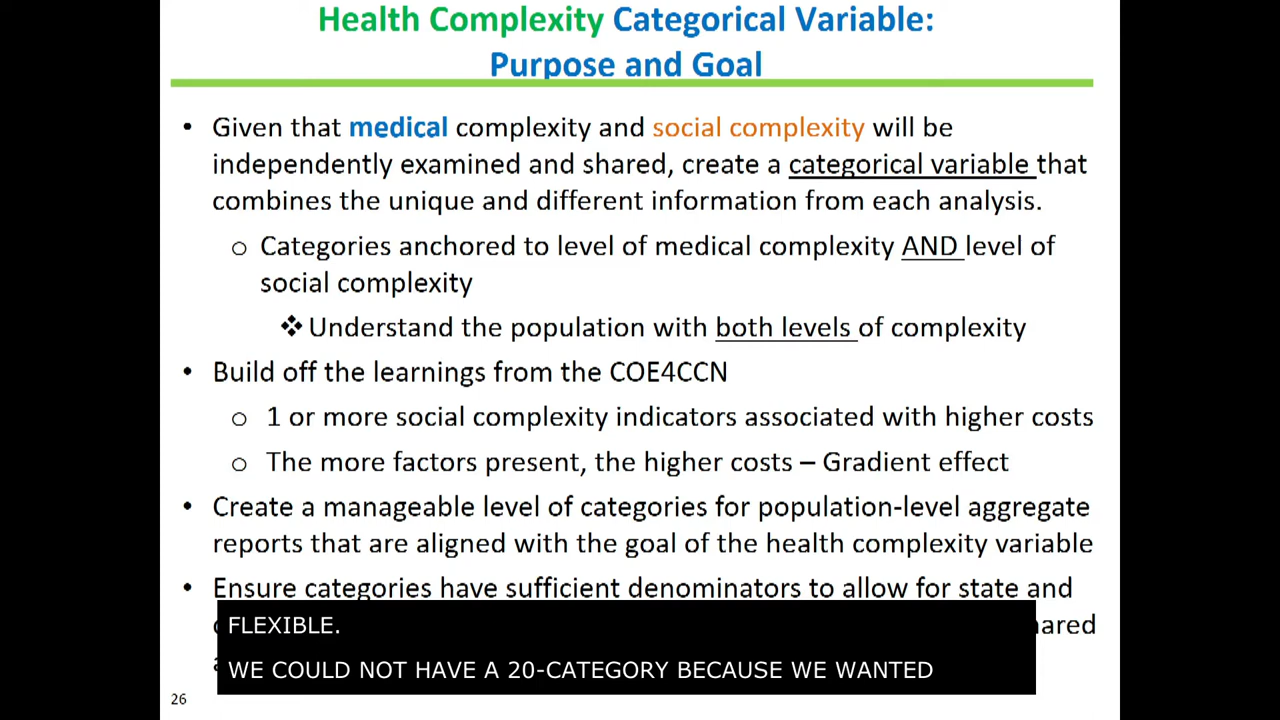 Health Complexity Categorical Variable:
Purpose and Goal
• Given that medical complexity and social complexity will be
independently examined and shared, create a categorical variable that
combines the unique and different information from each analysis.
o Categories anchored to level of medical complexity AND level of
social complexity
❖ Understand the population with both levels of complexity
• Build off the learnings from the COE4CCN
o 1 or more social complexity indicators associated with higher costs
o The more factors present, the higher costs – Gradient effect
• Create a manageable level of categories for population-level aggregate
reports that are aligned with the goal of the health complexity variable
• Ensure categories have sufficient denominators to allow for state and
FLEXIBLE.
WE COULD NOT HAVE A 20-CATEGORY BECAUSE WE WANTED
26